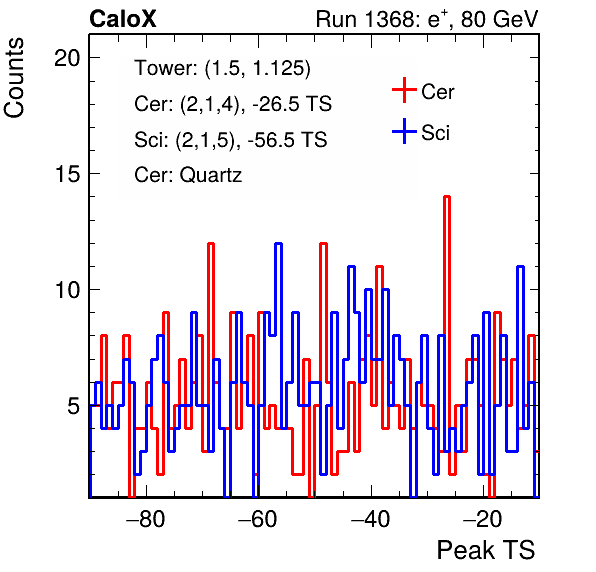 CaloX Run 1368: e+, 80 GeV
Counts
20
15
10
5
Tower: (1.5, 1.125)
Cer: (2,1,4), -26.5 TS
Sci: (2,1,5), -56.5 TS
Cer: Quartz
Cer
Sci
−80 −60 −40 −20
Peak TS